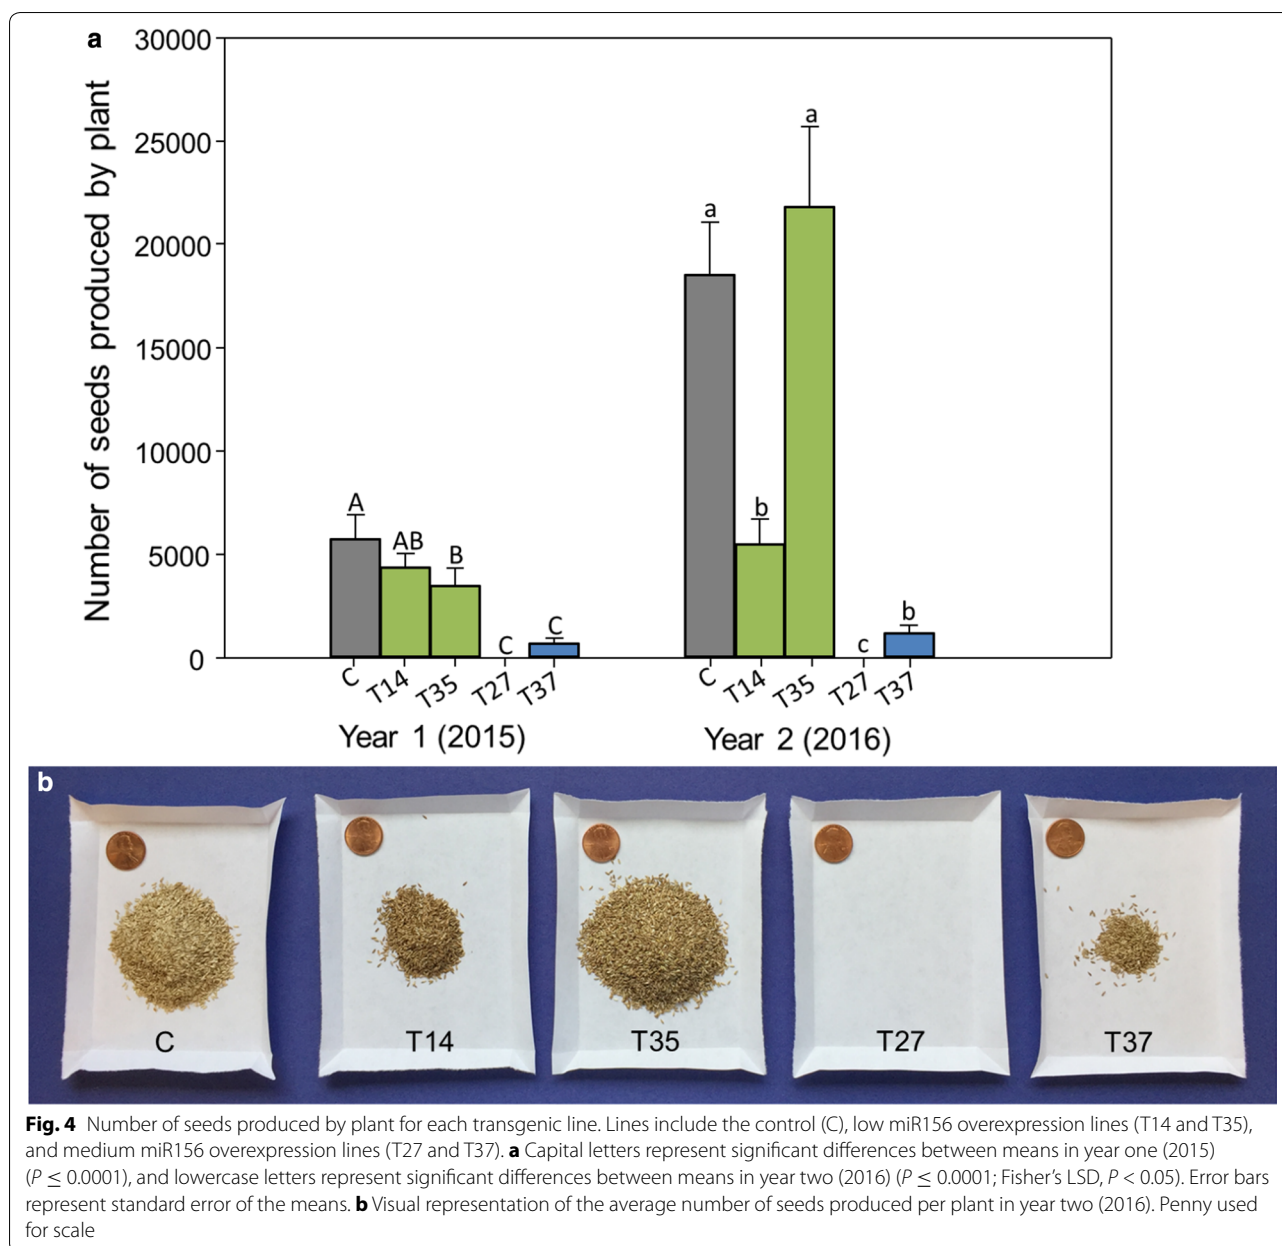 a
30000
25000
20000
15000
10000
5000
0
Number of seeds produced by plant
A
AB
B
C
C
a
b
a
c
b
C
T14
T35
T27
T37
C
T14
T35
T27
T37
Year 1 (2015)
Year 2 (2016)
b
C
T14
T35
T27
T37
Fig. 4 Number of seeds produced by plant for each transgenic line. Lines include the control (C), low miR156 overexpression lines (T14 and T35),
and medium miR156 overexpression lines (T27 and T37). a Capital letters represent significant differences between means in year one (2015)
(P ≤ 0.0001), and lowercase letters represent significant differences between means in year two (2016) (P ≤ 0.0001; Fisher's LSD, P < 0.05). Error bars
represent standard error of the means. b Visual representation of the average number of seeds produced per plant in year two (2016). Penny used
for scale